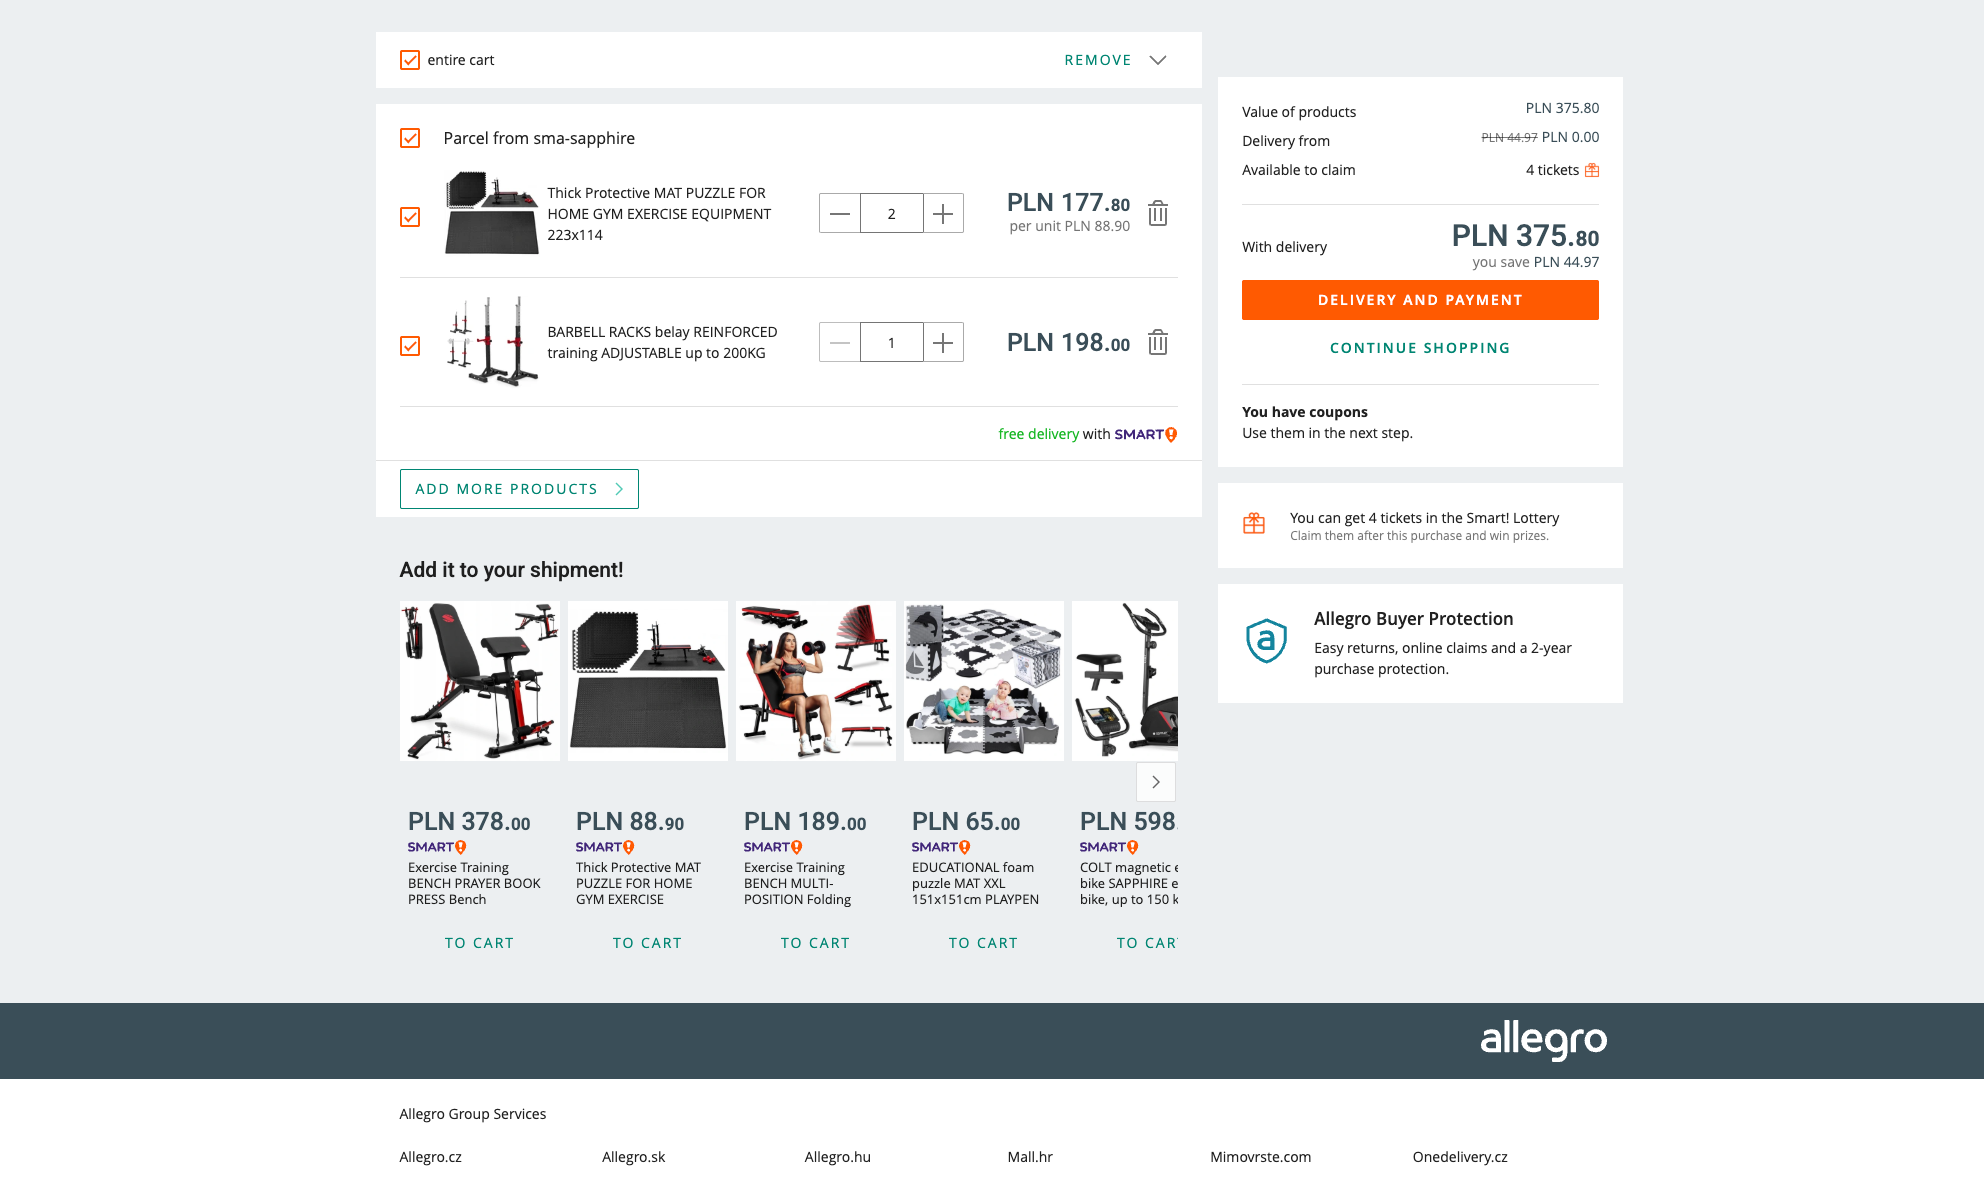 entire cart
REMOVE
Parcel from sma-sapphire
Thick Protective MAT PUZZLE FOR
HOME GYM EXERCISE EQUIPMENT
223x114
2
PLN 177.80
per unit PLN 88.90
BARBELL RACKS belay REINFORCED
training ADJUSTABLE up to 200KG
1
PLN 198.00
free delivery with SMART!
ADD MORE PRODUCTS
Value of products PLN 375.80
Delivery from PLN 44.97 PLN 0.00
Available to claim 4 tickets
With delivery PLN 375.80
you save PLN 44.97
DELIVERY AND PAYMENT
CONTINUE SHOPPING
You have coupons
Use them in the next step.
You can get 4 tickets in the Smart! Lottery
Claim them after this purchase and win prizes.
Allegro Buyer Protection
Easy returns, online claims and a 2-year
purchase protection.
Add it to your shipment!
PLN 378.00
SMART!
Exercise Training
BENCH PRAYER BOOK
PRESS Bench
TO CART
PLN 88.90
SMART!
Thick Protective MAT
PUZZLE FOR HOME
GYM EXERCISE
TO CART
PLN 189.00
SMART!
Exercise Training
BENCH MULTI-
POSITION Folding
TO CART
PLN 65.00
SMART!
EDUCATIONAL foam
puzzle MAT XXL
151x151cm PLAYPEN
TO CART
PLN 598.
SMART!
COLT magnetic e
bike SAPPHIRE e
bike, up to 150 k
TO CAR
allegro
Allegro Group Services
Allegro.cz
Allegro.sk
Allegro.hu
Mall.hr
Mimovrste.com
Onedelivery.cz